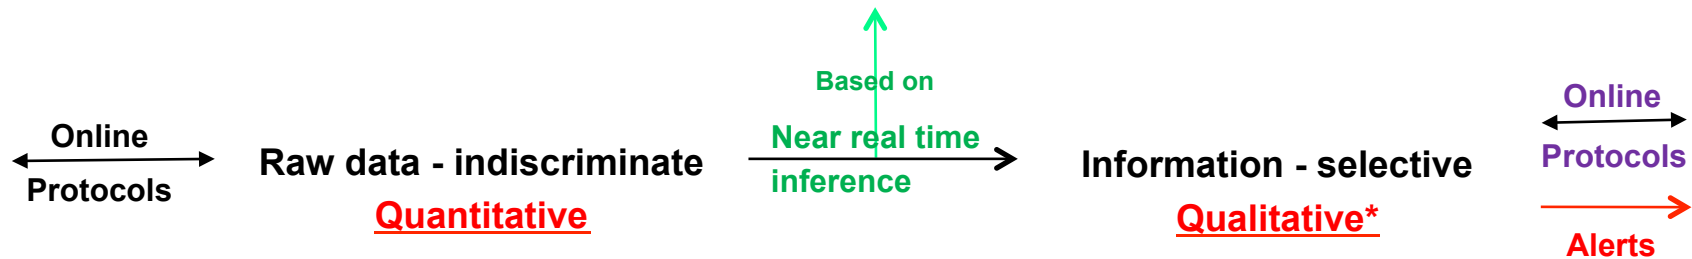 Online
Protocols
Raw data - indiscriminate
Quantitative
Based on
Near real time
inference
Information - selective
Qualitative*
Online
Protocols
Alerts